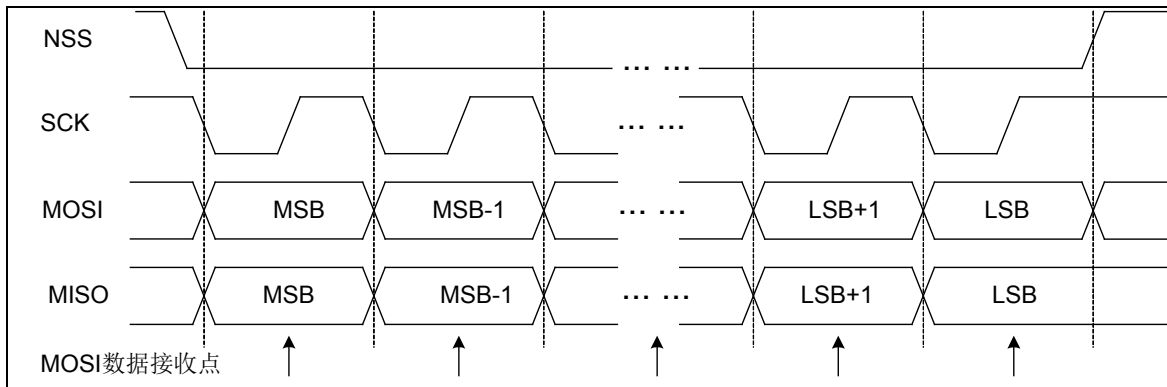 NSS
... ...
SCK
... ...
MOSI MSB MSB-1 ... ... LSB+1 LSB
MISO MSB MSB-1 ... ... LSB+1 LSB
MOSI数据接收点